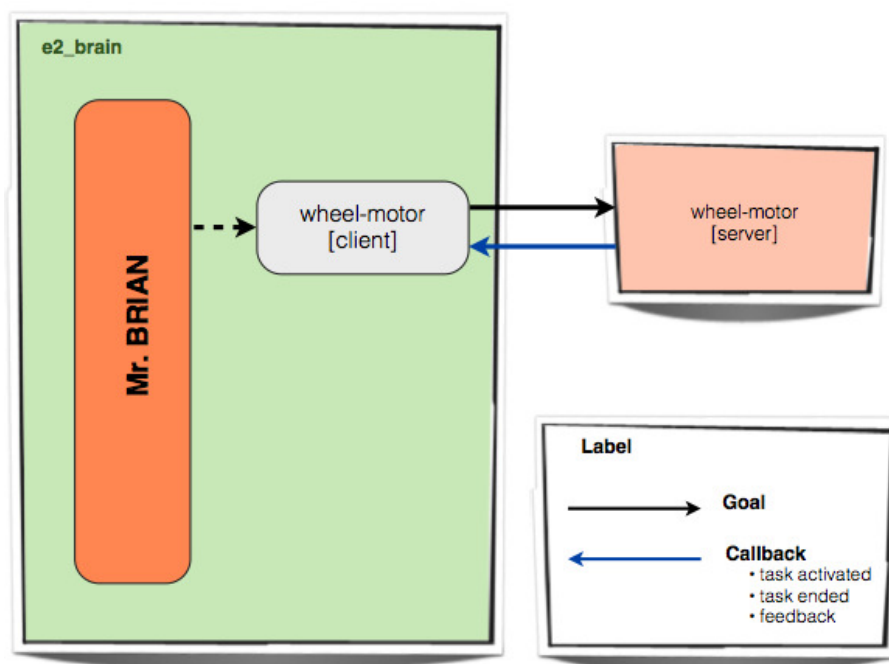 e2_brain
Mr. BRIAN
wheel-motor
[client]
wheel-motor
[server]
Label
Goal
Callback
• task activated
• task ended
• feedback